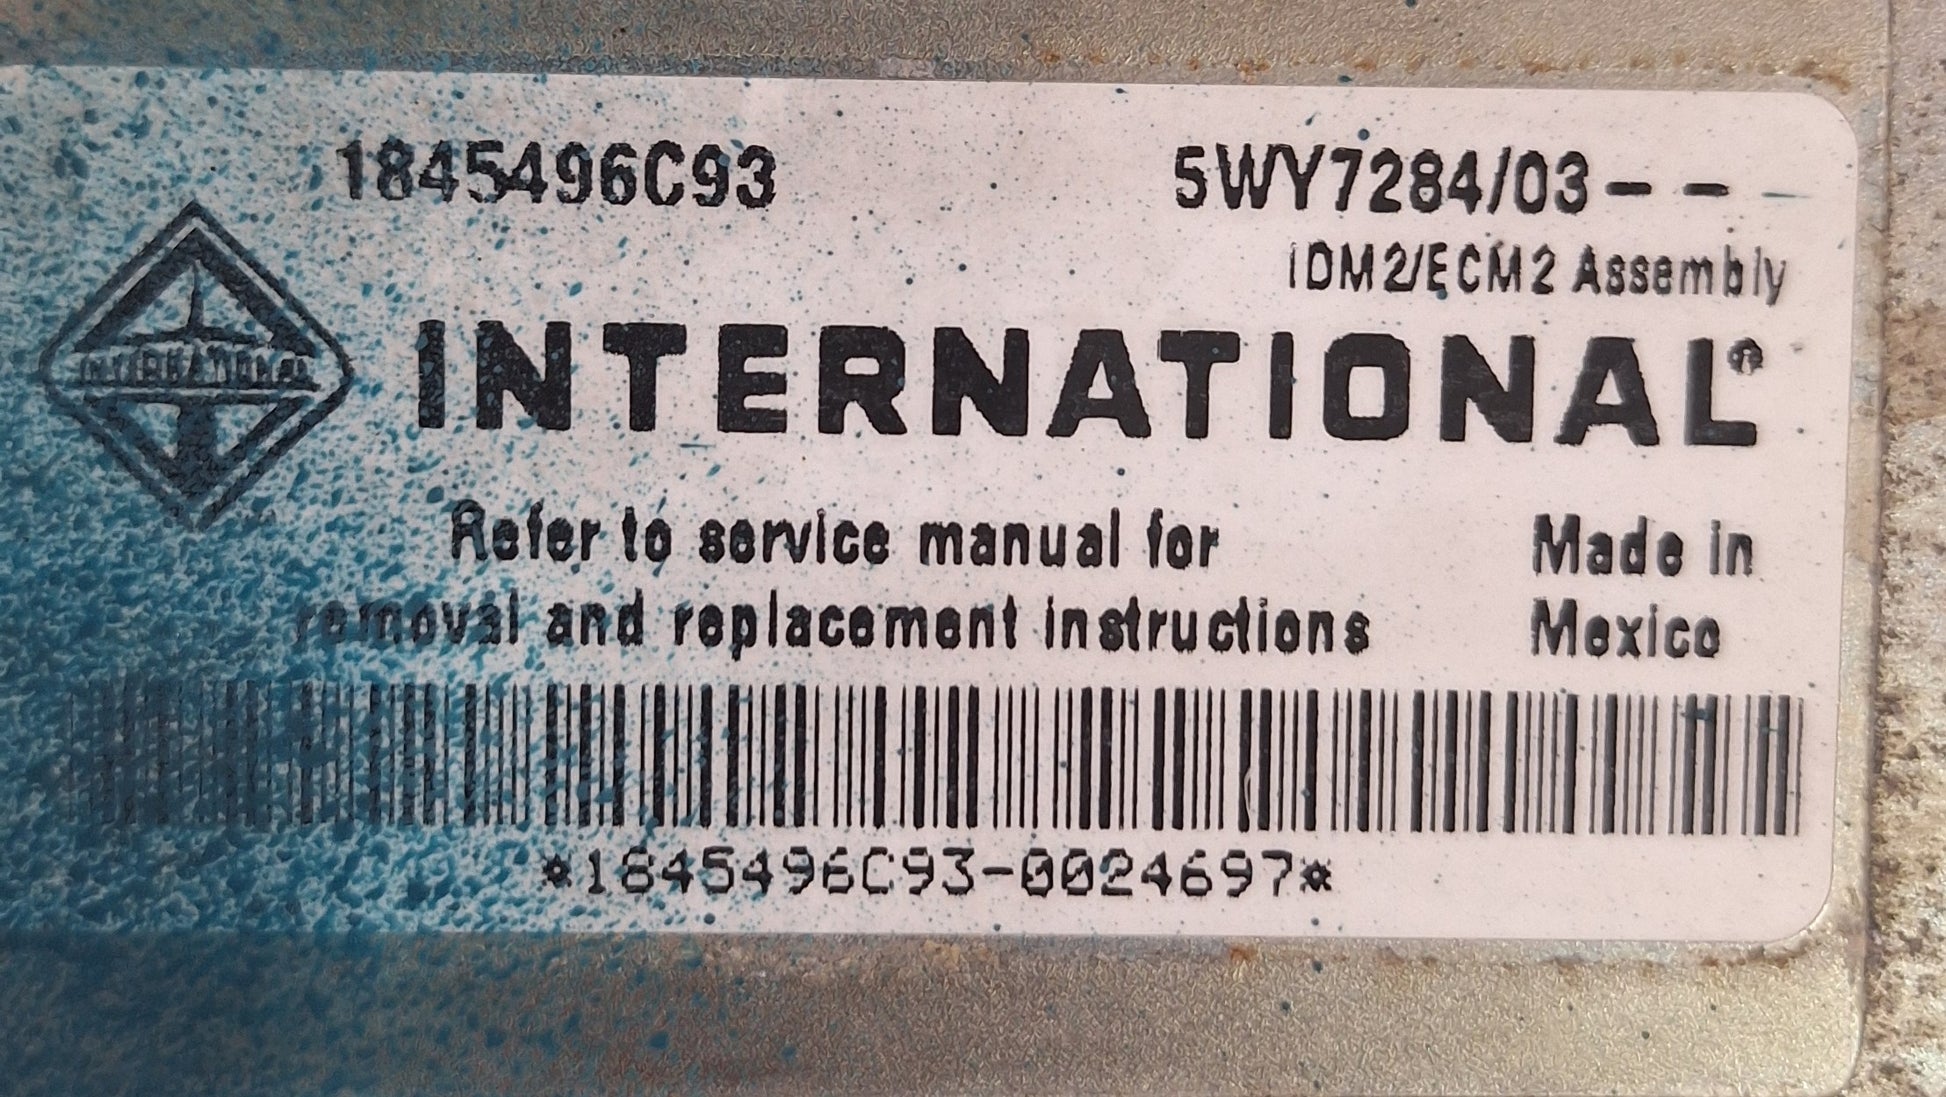 1845496C93 5WY7284/03- - -
IDM2/ECM2 Assembly
INTERNATIONAL
INTERNATIONAL®
Refer to service manual for
removal and replacement instructions
Made in
Mexico
*1845496C93-0024697*